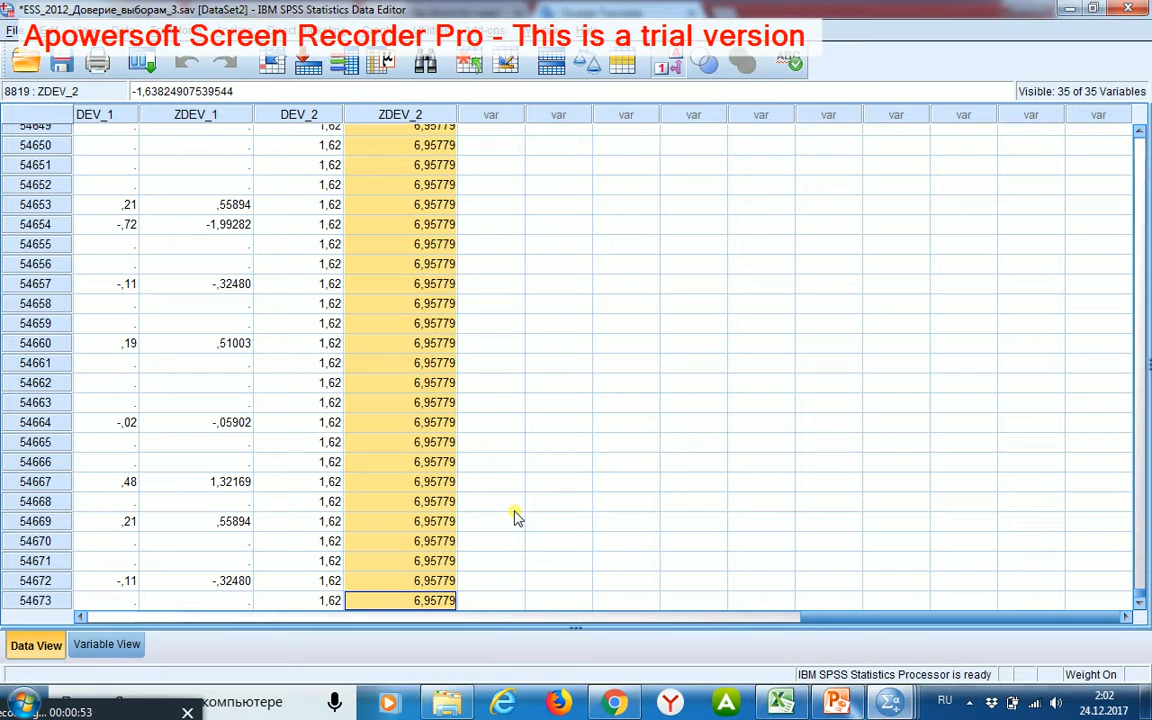 *ESS_2012_Доверие_выборам_3.sav [DataSet2] - IBM SPSS Statistics Data Editor
Apowersoft Screen Recorder Pro - This is a trial version
8819 : ZDEV_2 -1,63824907539544 Visible: 35 of 35 Variables
DEV_1 ZDEV_1 DEV_2 ZDEV_2 var var var var var var var var var var
54649 . . 1,62 6,95779
54650 . . 1,62 6,95779
54651 . . 1,62 6,95779
54652 . . 1,62 6,95779
54653 ,21 ,55894 1,62 6,95779
54654 -,72 -1,99282 1,62 6,95779
54655 . . 1,62 6,95779
54656 . . 1,62 6,95779
54657 -,11 -,32480 1,62 6,95779
54658 . . 1,62 6,95779
54659 . . 1,62 6,95779
54660 ,19 ,51003 1,62 6,95779
54661 . . 1,62 6,95779
54662 . . 1,62 6,95779
54663 . . 1,62 6,95779
54664 -,02 -,05902 1,62 6,95779
54665 . . 1,62 6,95779
54666 . . 1,62 6,95779
54667 ,48 1,32169 1,62 6,95779
54668 . . 1,62 6,95779
54669 ,21 ,55894 1,62 6,95779
54670 . . 1,62 6,95779
54671 . . 1,62 6,95779
54672 -,11 -,32480 1,62 6,95779
54673 . . 1,62 6,95779
Data View Variable View
IBM SPSS Statistics Processor is ready Weight On
компьютере RU 2:02
24.12.2017
00:00:53